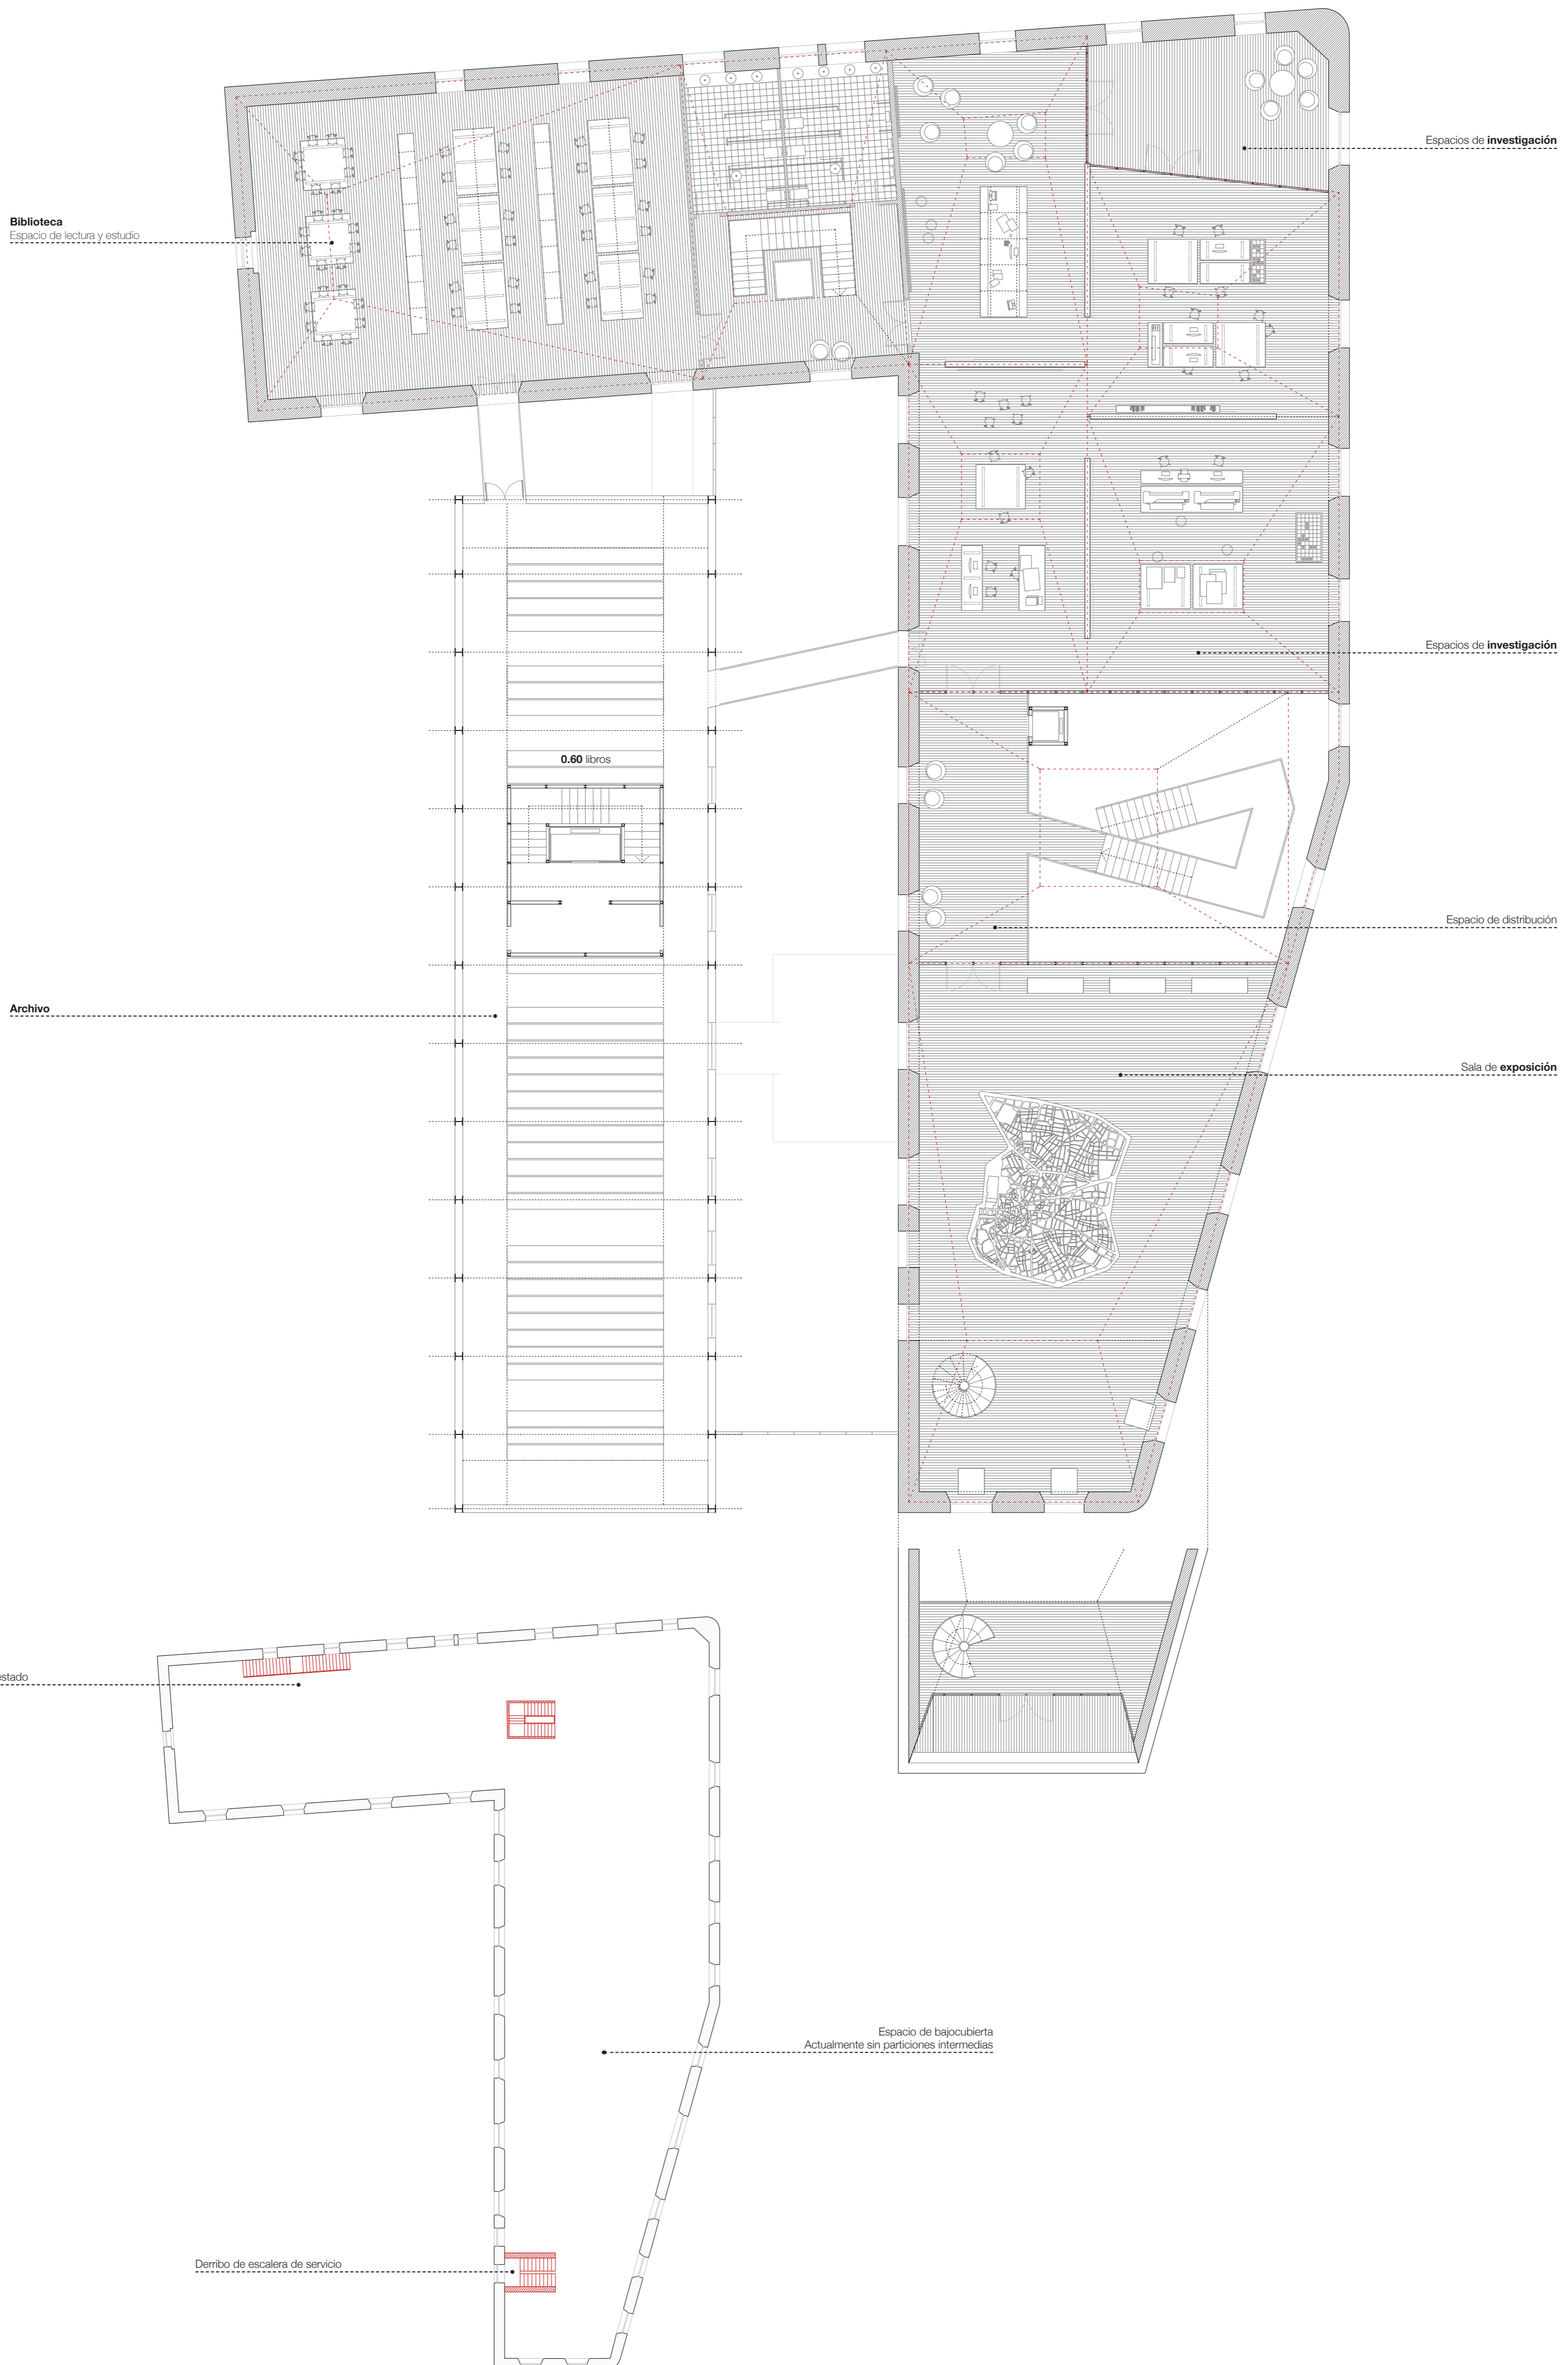 Espacios de investigación
Biblioteca
Espacio de lectura y estudio
Espacios de investigación
0.60 libros
Espacio de distribución
Archivo
Sala de exposición
estado
Espacio de bajocubierta
Actualmente sin particiones intermedias
Derribo de escalera de servicio